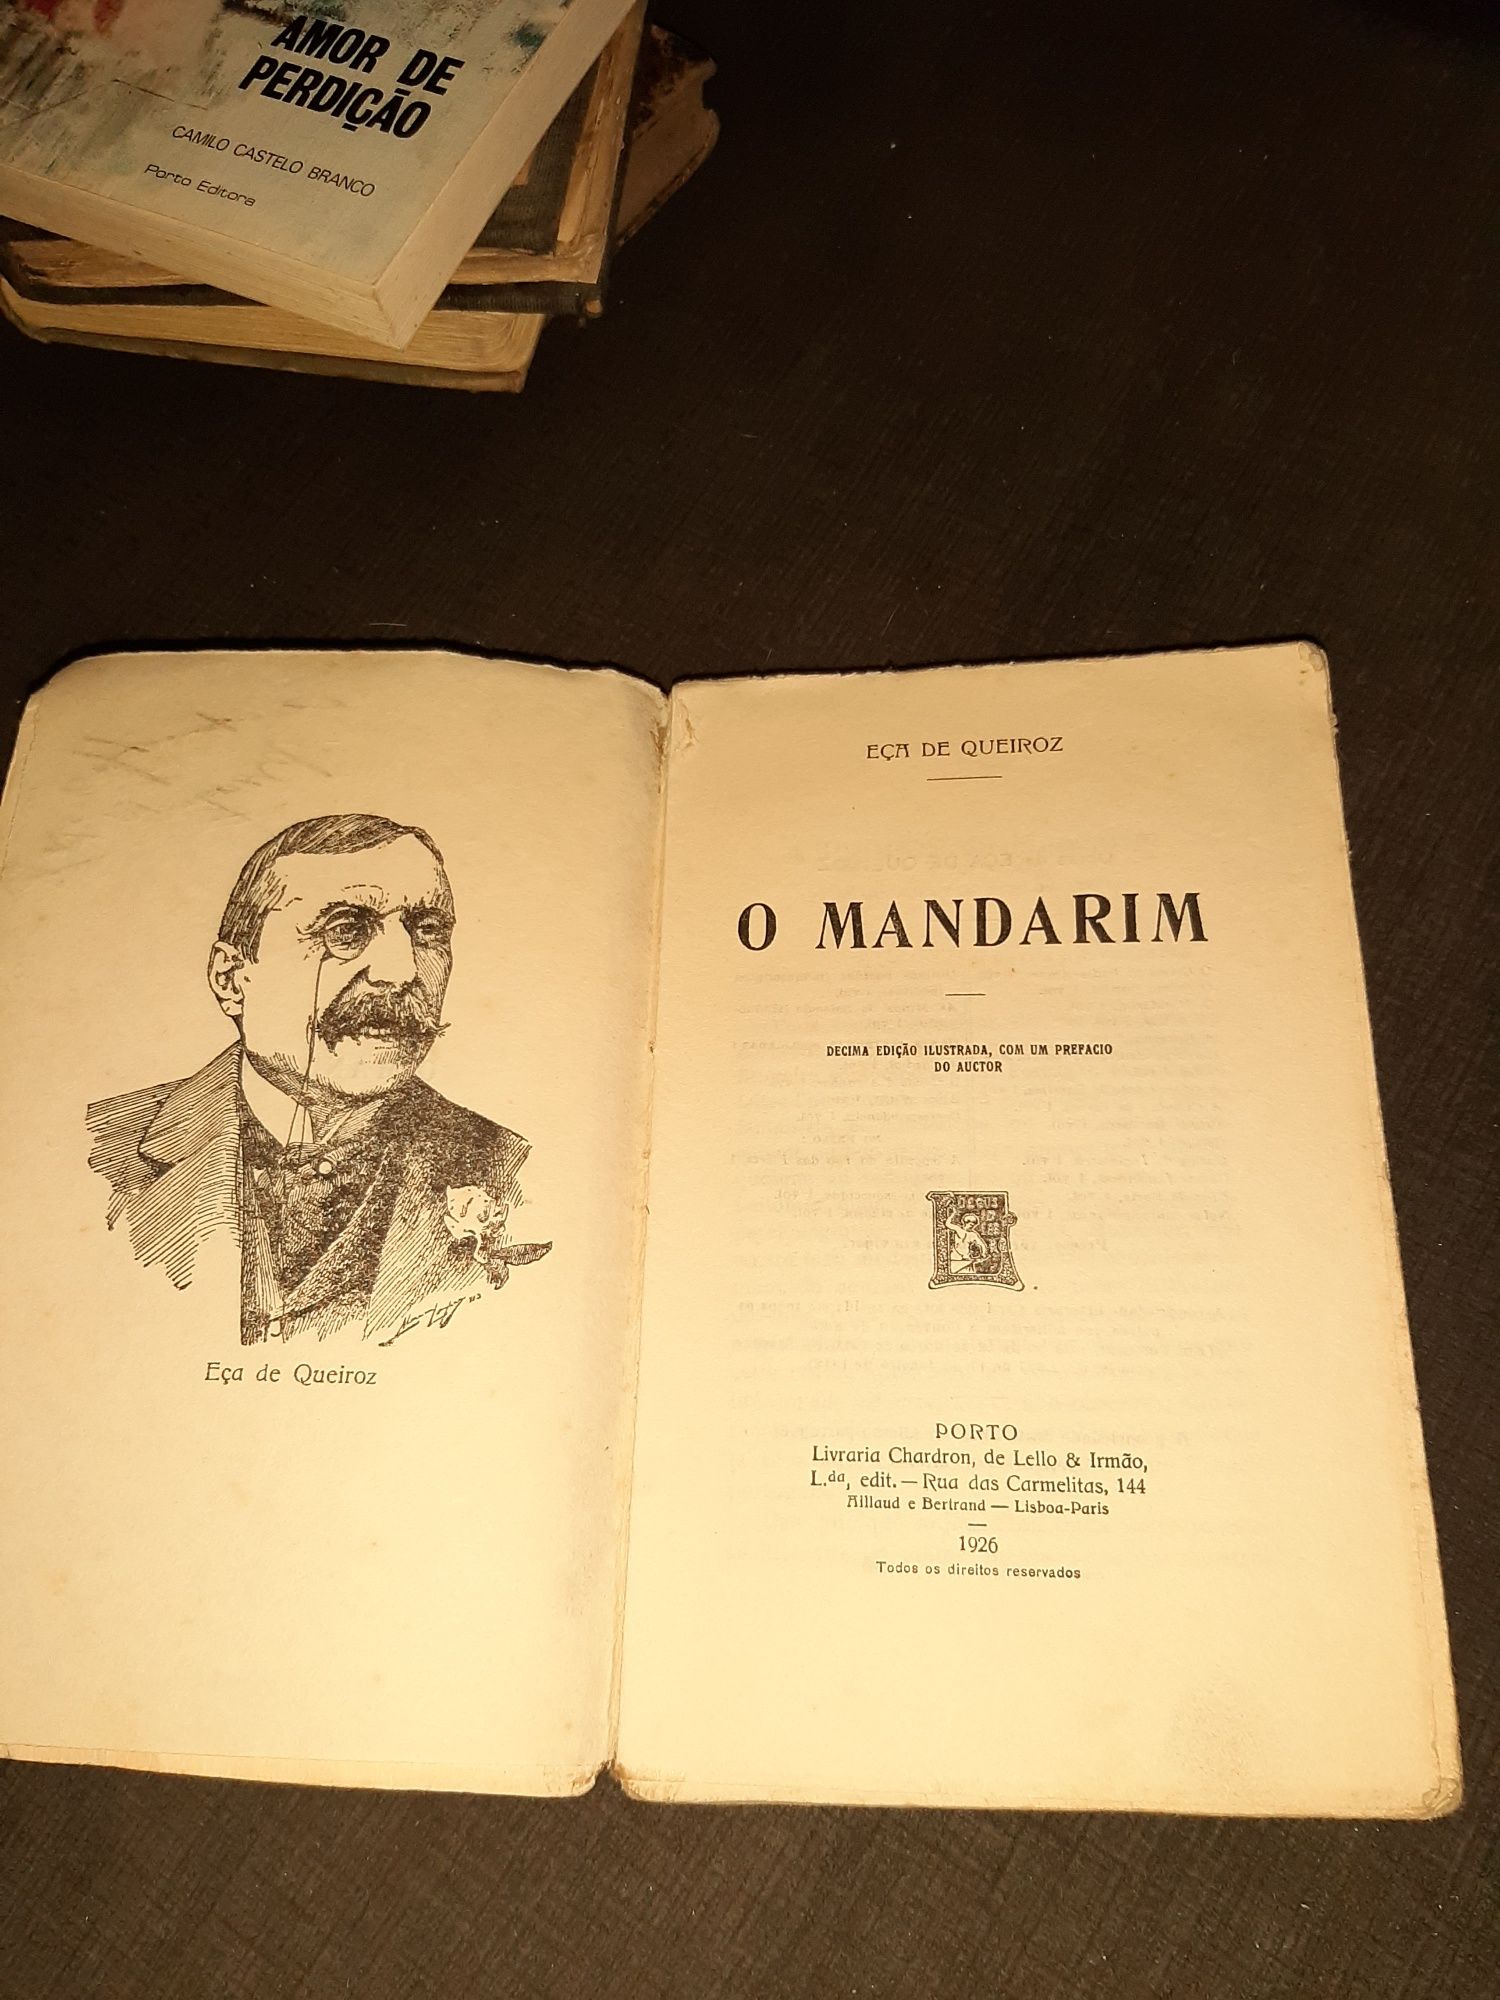 AMOR DE
PERDIÇÃO
CAMILO CASTELO BRANCO
Porto Editora
Eça de Queiroz
EÇA DE QUEIROZ
O MANDARIM
DECIMA EDIÇÃO ILUSTRADA, COM UM PREFACIO
DO AUCTOR
DECUS
PORTO
Livraria Chardron, de Lello & Irmão,
L.da, edit. — Rua das Carmelitas, 144
Aillaud e Bertrand — Lisboa-Paris
1926
Todos os direitos reservados